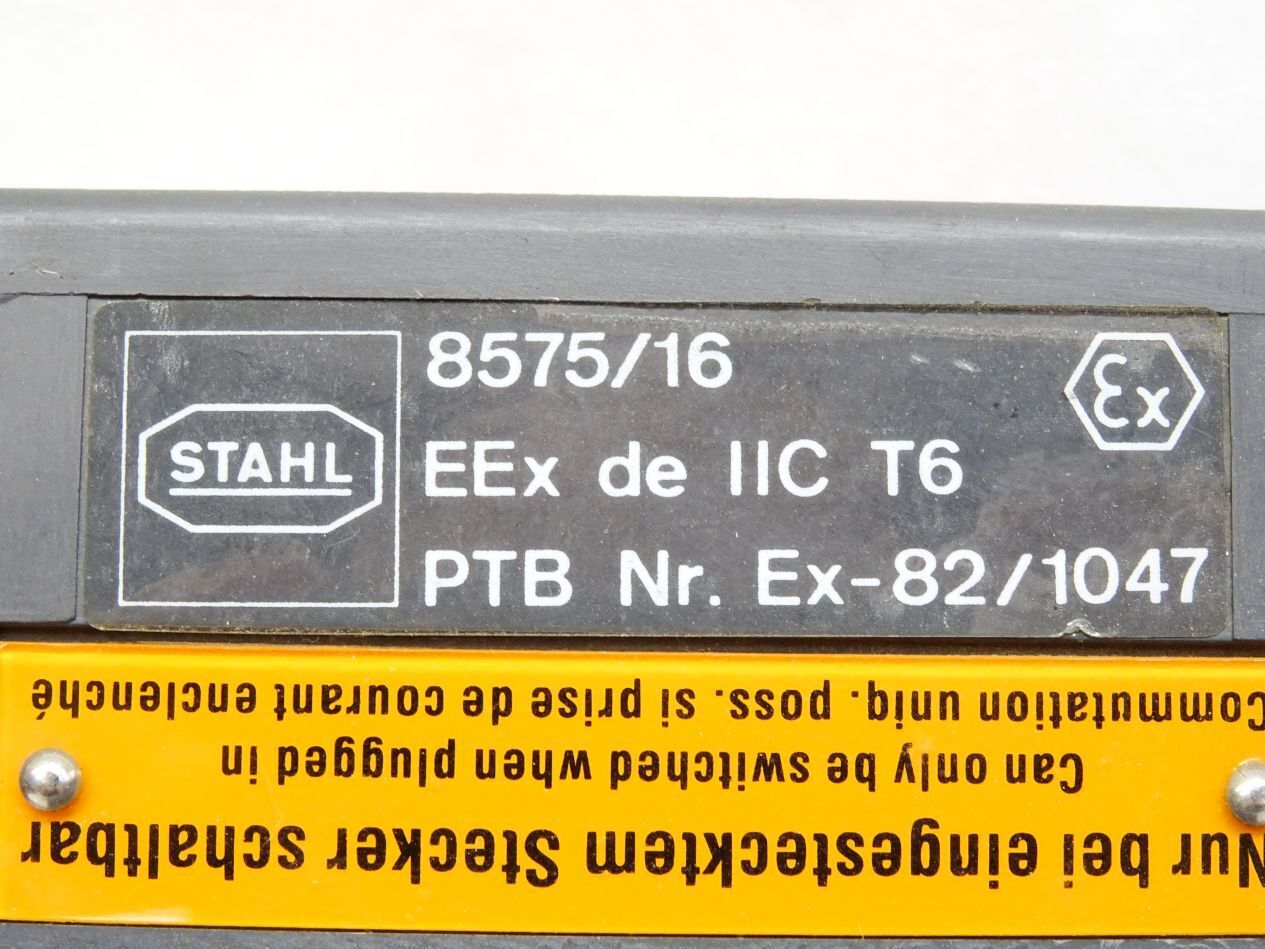 STAHL
8575/16
EEx de IIC T6
PTB Nr. Ex-82/1047
Ex
Nur bei eingestecktem Stecker schaltbar
Can only be switched when plugged in
Commutation uniq. poss. si prise de courant enclenché